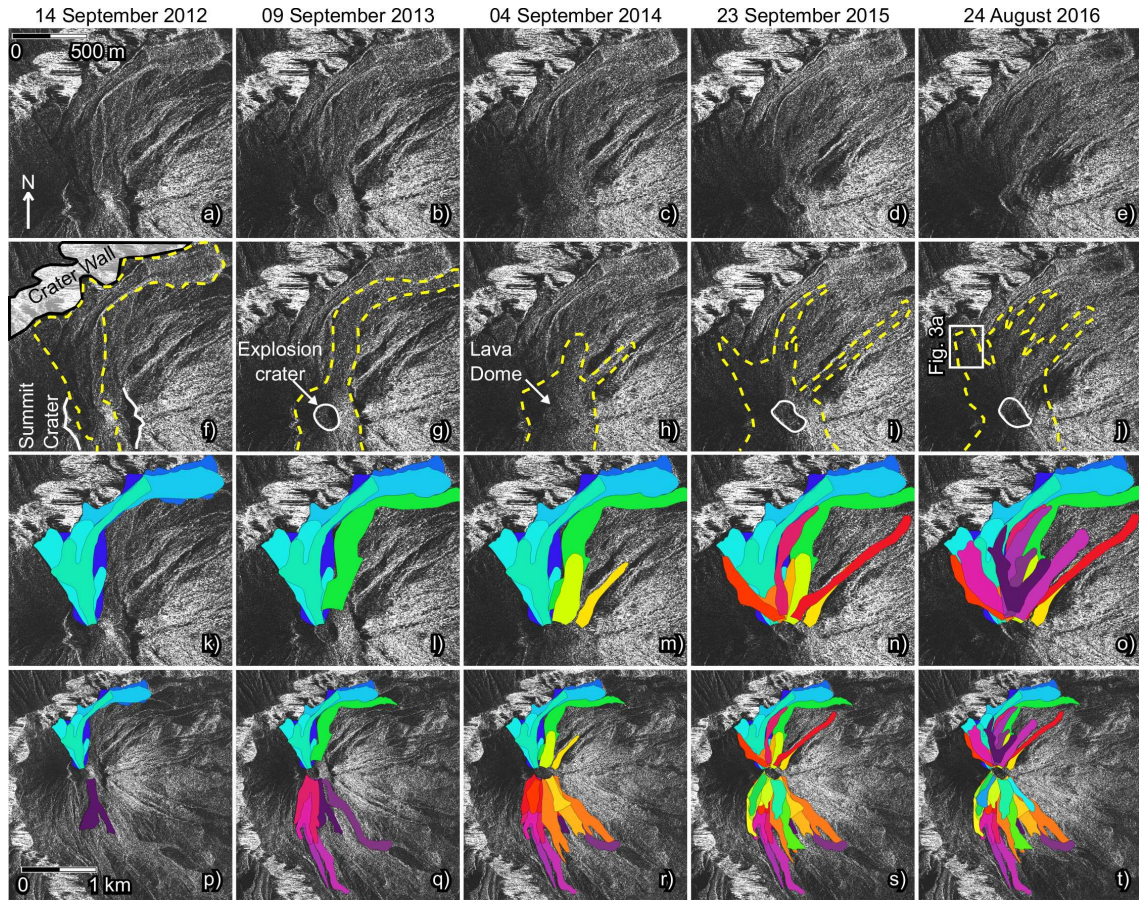 14 September 2012
09 September 2013
04 September 2014
23 September 2015
24 August 2016
0 500 m
N
a)
b)
c)
d)
e)
Crater Wall
Summit
Crater
f)
Explosion
crater
g)
Lava
Dome
h)
i)
Fig. 3a
j)
k)
l)
m)
n)
o)
0 1 km
p)
q)
r)
s)
t)